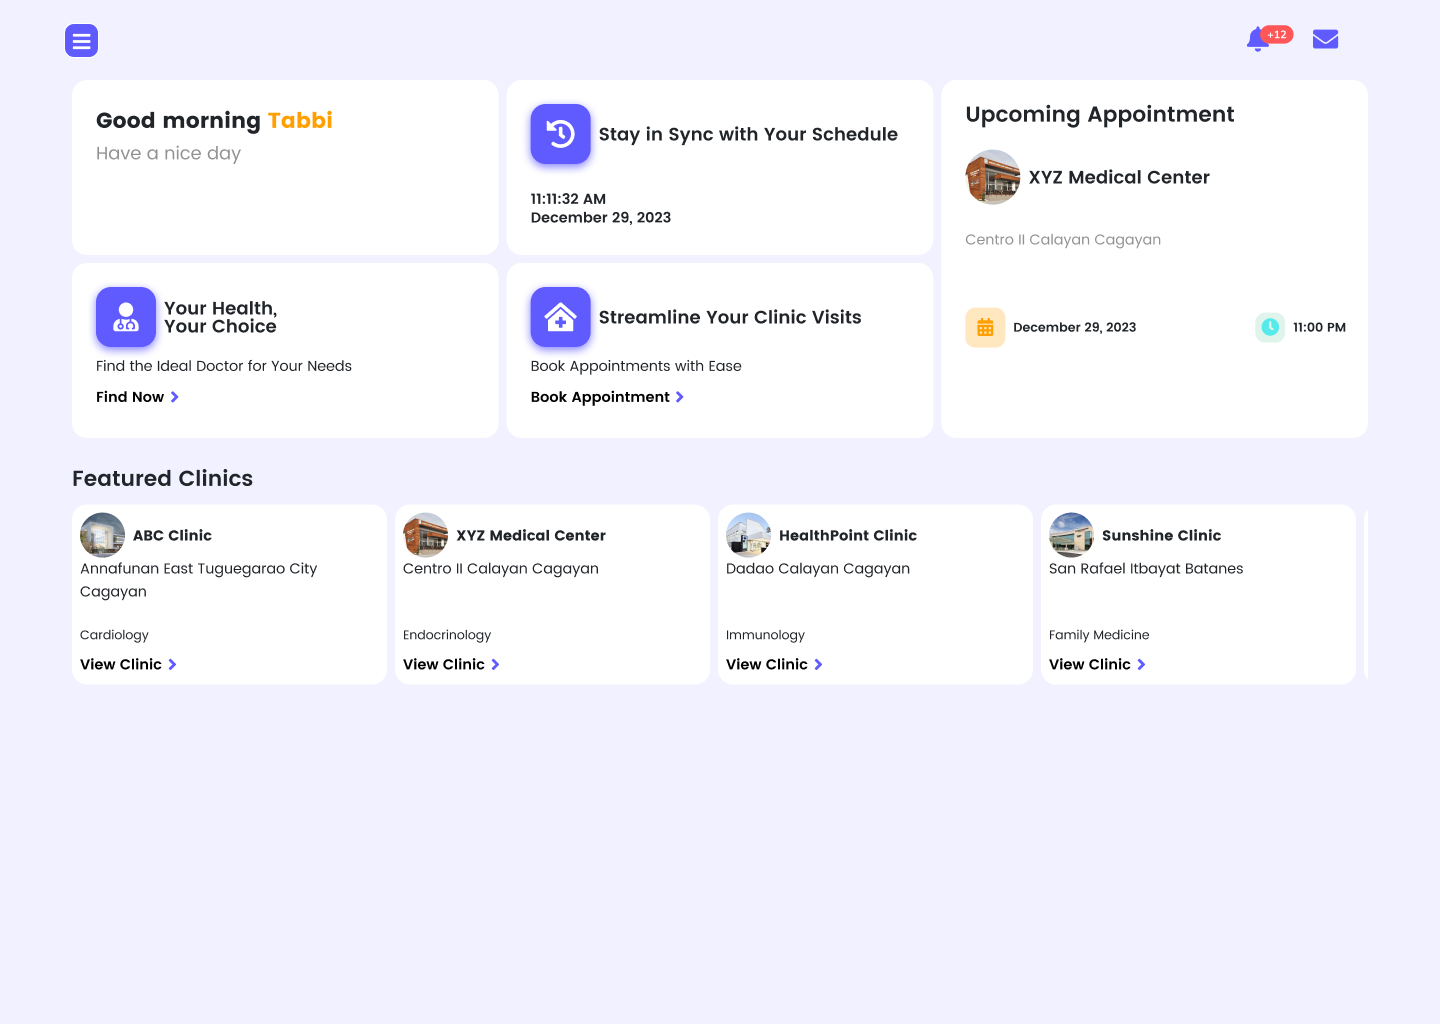 +12
Good morning Tabbi
Have a nice day
Stay in Sync with Your Schedule
11:11:32 AM
December 29, 2023
Upcoming Appointment
XYZ Medical Center
Centro II Calayan Cagayan
December 29, 2023
11:00 PM
Your Health,
Your Choice
Find the Ideal Doctor for Your Needs
Find Now
Streamline Your Clinic Visits
Book Appointments with Ease
Book Appointment
Featured Clinics
ABC Clinic
Annafunan East Tuguegarao City
Cagayan
Cardiology
View Clinic
XYZ Medical Center
Centro II Calayan Cagayan
Endocrinology
View Clinic
HealthPoint Clinic
Dadao Calayan Cagayan
Immunology
View Clinic
Sunshine Clinic
San Rafael Itbayat Batanes
Family Medicine
View Clinic